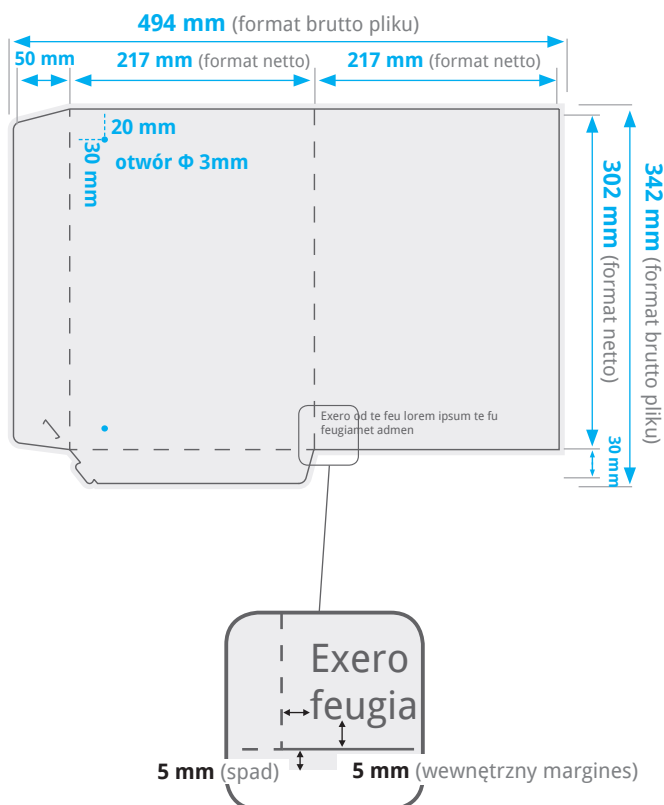 494 mm (format brutto pliku)
50 mm
217 mm (format netto)
217 mm (format netto)
20 mm
30 mm
otwór Φ 3mm
302 mm (format netto)
342 mm (format brutto pliku)
30 mm
Exero od te feu lorem ipsum te fu
feugiamet admen
Exero
feugia
5 mm (spad)
5 mm (wewnętrzny margines)